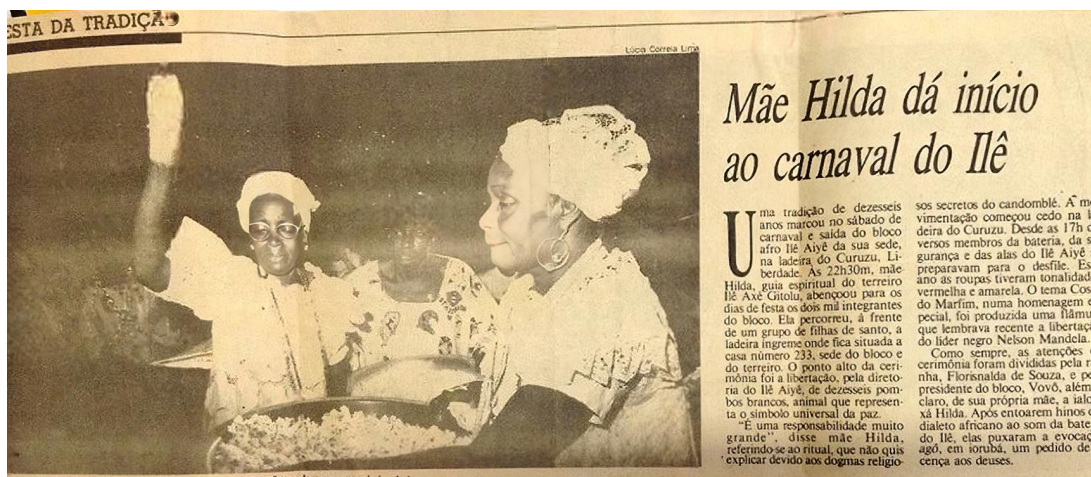 ESTA DA TRADIÇÃO
Lúcia Correia Lima
Mãe Hilda dá início
ao carnaval do Ilê
Uma tradição de dezesseis
anos marcou no sábado de
carnaval e saída do bloco
afro Ilê Aiyê da sua sede,
na ladeira do Curuzu, Li-
berdade. Às 22h30m, mãe
Hilda, guia espiritual do terreiro
Ilê Axé Gitolu, abençoou para os
dias de festa os dois mil integrantes
do bloco. Ela percorreu, à frente
de um grupo de filhas de santo, a
ladeira ingreme onde fica situada a
casa número 233, sede do bloco e
do terreiro. O ponto alto da ceri-
mônia foi a libertação, pela direto-
ria do Ilê Aiyê, de dezesseis pom-
bos brancos, animal que represen-
ta o símbolo universal da paz.
"É uma responsabilidade muito
grande", disse mãe Hilda,
referindo-se ao ritual, que não quis
explicar devido aos dogmas religio-
sos secretos do candomblé. A mo
vimentação começou cedo na l
deira do Curuzu. Desde as 17h d
versos membros da bateria, da s
gurança e das alas do Ilê Aiyê s
preparavam para o desfile. Es
ano as roupas tiveram tonalidad
vermelha e amarela. O tema Cos
do Marfim, numa homenagem
pecial, foi produzida uma flâmu
que lembrava recente a libertaç
do líder negro Nelson Mandela.
Como sempre, as atenções
cerimônia foram divididas pela r
nha, Florisnalda de Souza, e pe
presidente do bloco, Vovô, além
claro, de sua própria mãe, a ialo
xá Hilda. Após entoarem hinos e
dialeto africano ao som da bate
do Ilê, elas puxaram a evocaç
agô, em iorubá, um pedido de
cença aos deuses.